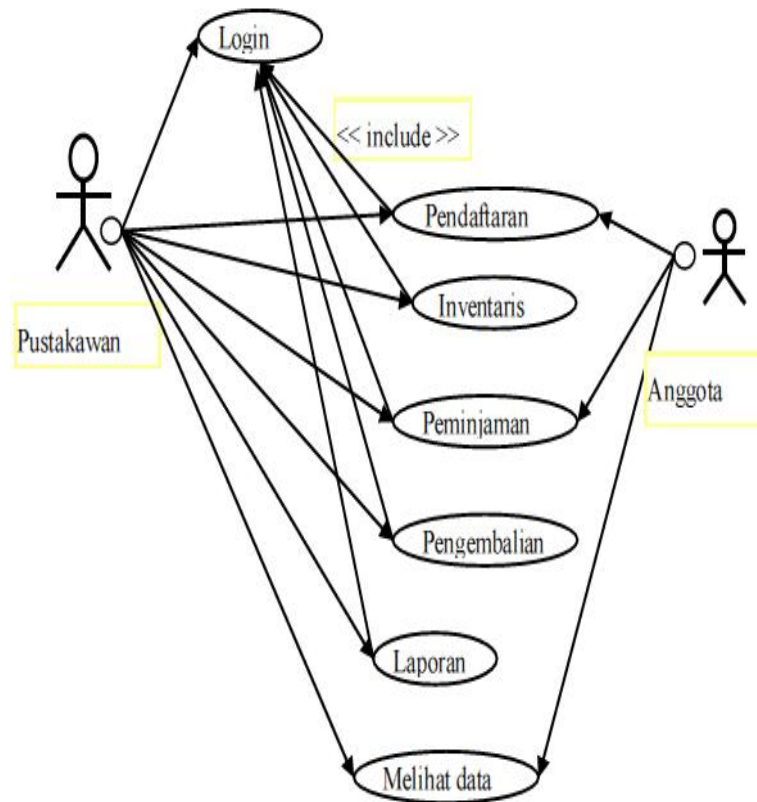 Login
<< include >>
Pendaftaran
Pustakawan
Inventaris
Anggota
Peminjaman
Pengembalian
Laporan
Melihat data